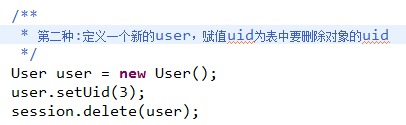 /**
* 第二种:定义一个新的user，赋值uid为表中要删除对象的uid
*/
User user = new User();
user.setUid(3);
session.delete(user);